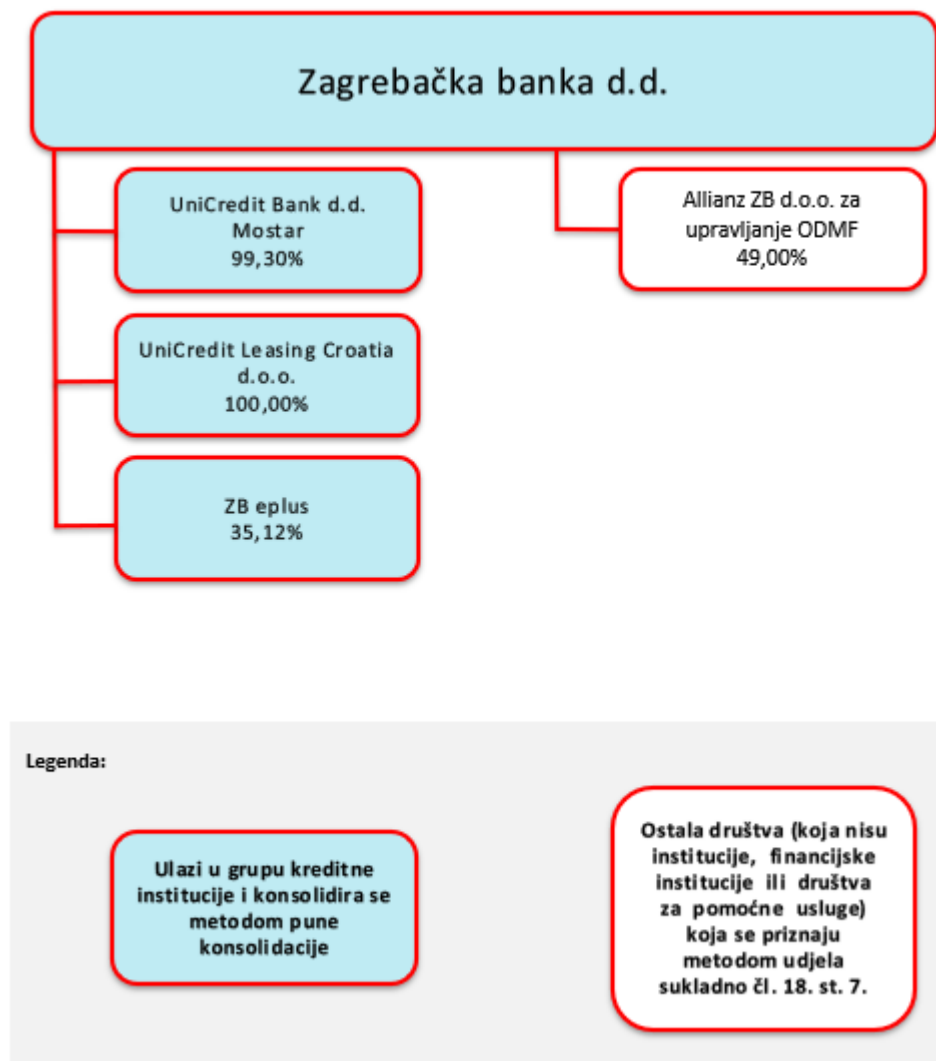 Zagrebačka banka d.d.
UniCredit Bank d.d.
Mostar
99,30%
Allianz ZB d.o.o. za
upravljanje ODMF
49,00%
UniCredit Leasing Croatia
d.o.o.
100,00%
ZB eplus
35,12%
Legenda:
Ulazi u grupu kreditne
institucije i konsolidira se
metodom pune
konsolidacije
Ostala društva (koja nisu
institucije, financijske
institucije ili društva
za pomoćne usluge)
koja se priznaju
metodom udjela
sukladno čl. 18. st. 7.